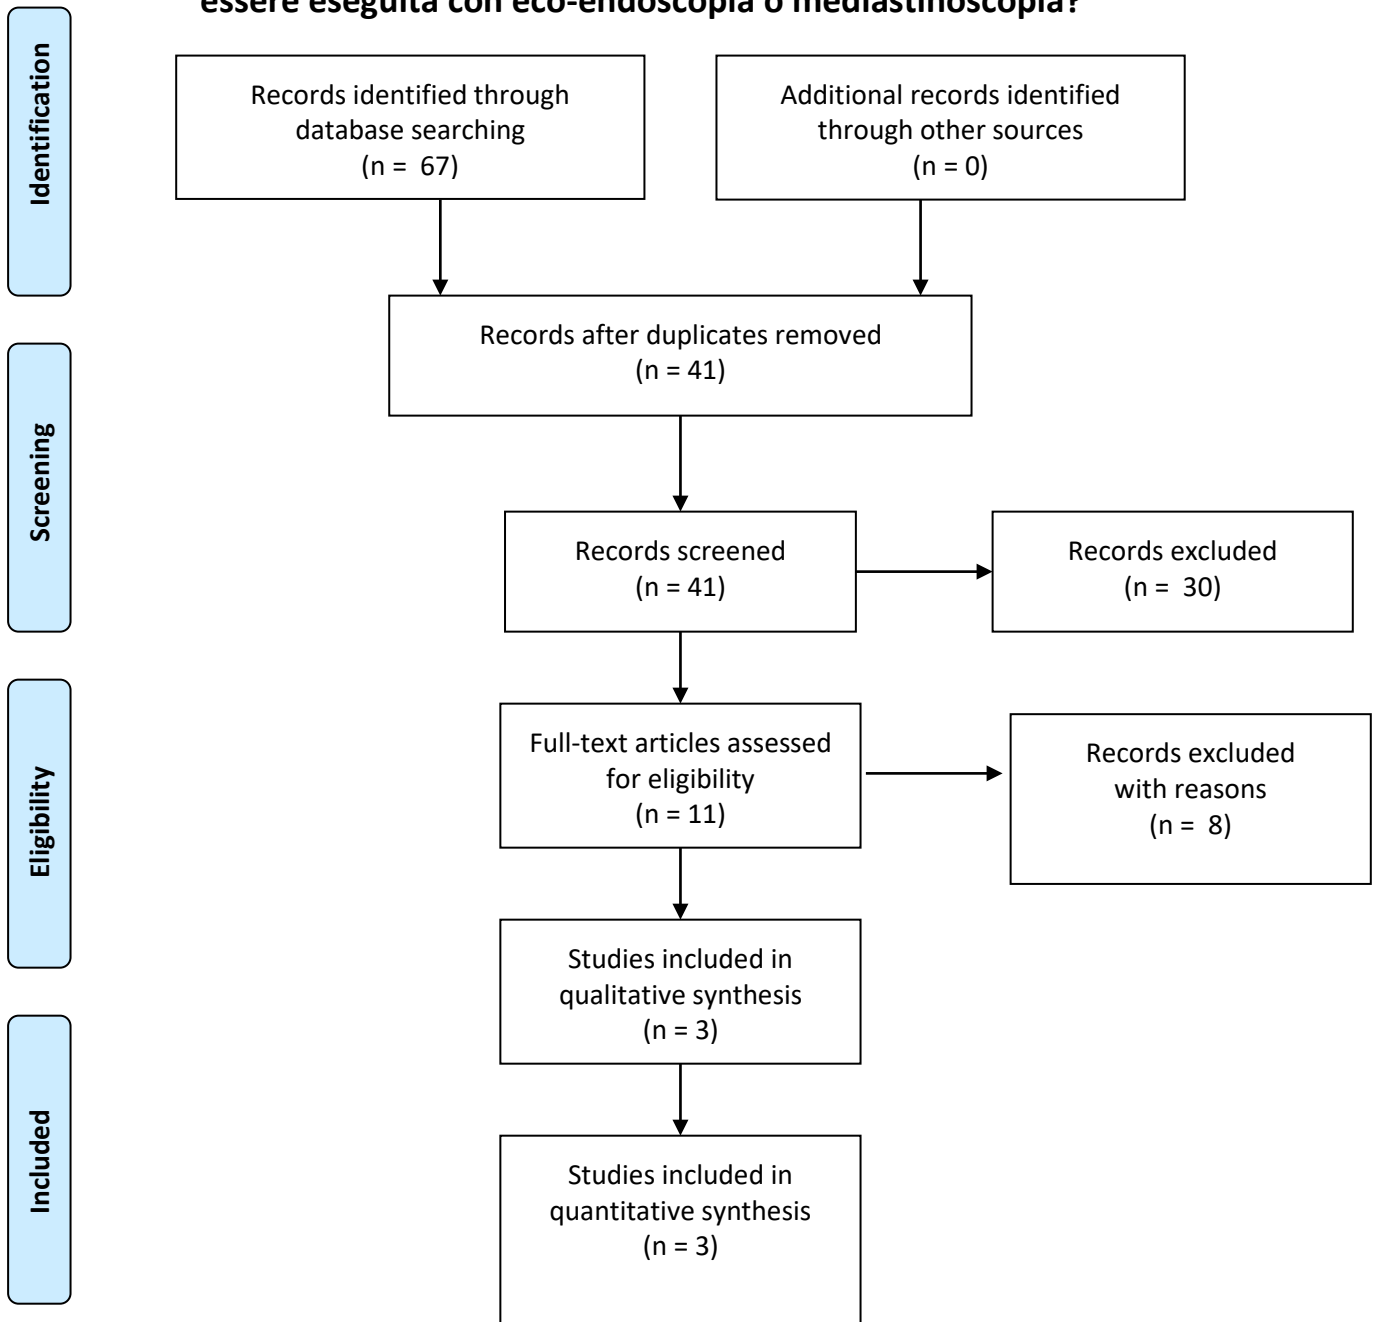 essere eseguita con eco-endoscopia o mediastinoscopia?
Identification
Records identified through
database searching
(n = 67)
Additional records identified
through other sources
(n = 0)
Records after duplicates removed
(n = 41)
Screening
Records screened
(n = 41)
Records excluded
(n = 30)
Eligibility
Full-text articles assessed
for eligibility
(n = 11)
Records excluded
with reasons
(n = 8)
Studies included in
qualitative synthesis
(n = 3)
Included
Studies included in
quantitative synthesis
(n = 3)